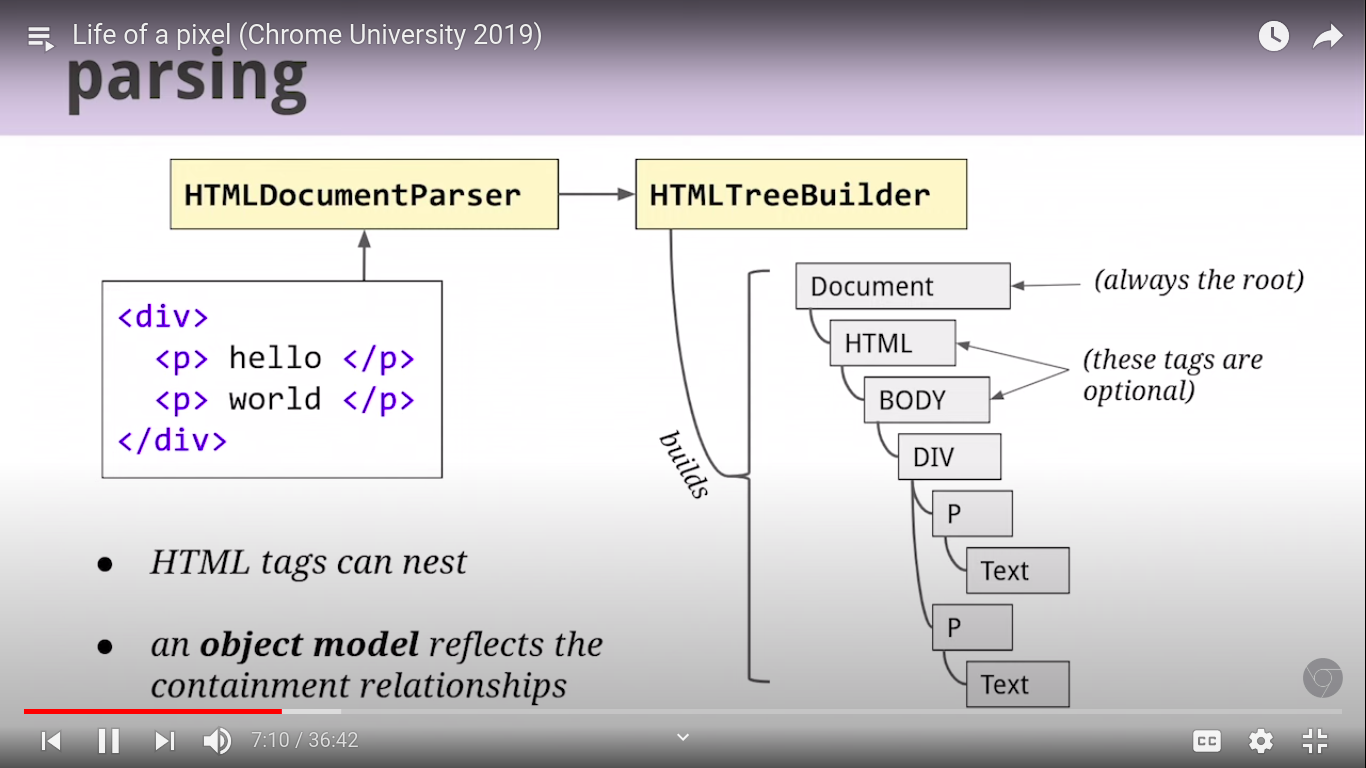 Life of a pixel (Chrome University 2019)
parsing
HTMLDocumentParser
HTMLTreeBuilder
<div>
<p> hello </p>
<p> world </p>
</div>
builds
Document
(always the root)
HTML
(these tags are
optional)
BODY
DIV
P
Text
P
Text
● HTML tags can nest
● an object model reflects the
containment relationships
7:10 / 36:42
CC